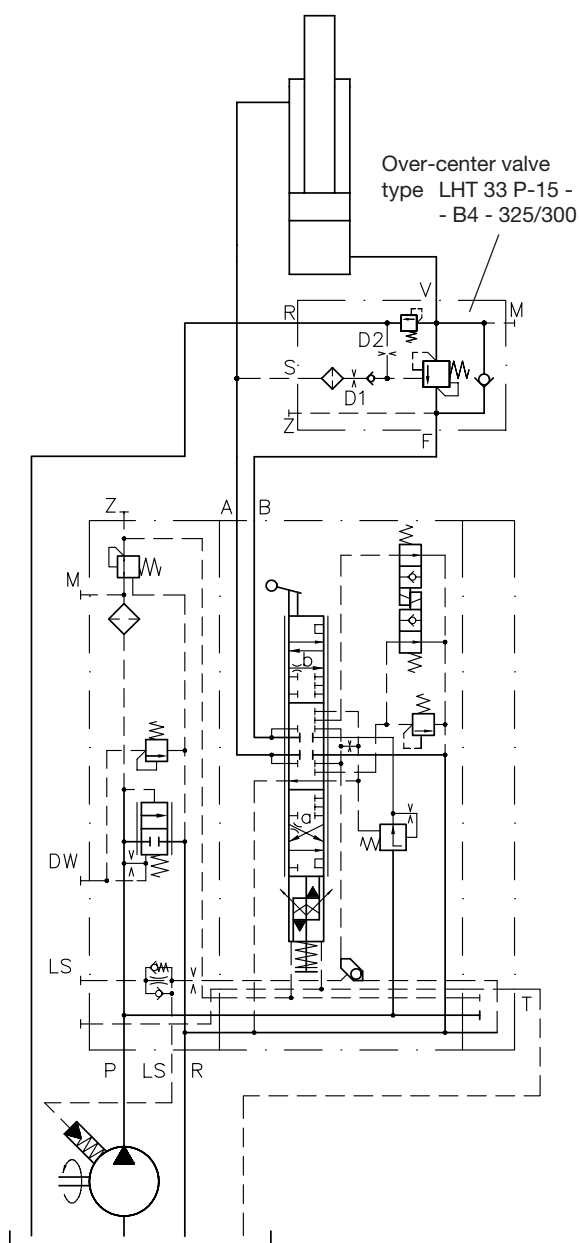 Over-center valve
type LHT 33 P-15 -
- B4 - 325/300
V
R
M
D2
S
D1
Z
F
Z
A B
M
b
a
DW
LS
T
P LS R